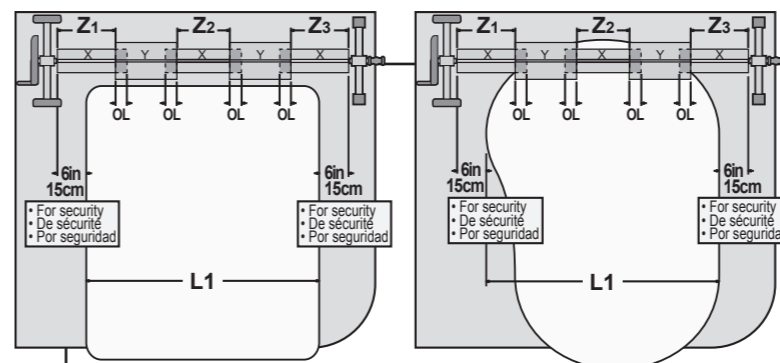 Z1 Z2 Z3
X Y X Y X
OL OL OL OL
6in 6in
15cm 15cm
• For security
• De sécurité
• Por seguridad
• For security
• De sécurité
• Por seguridad
L1
Z1 Z2 Z3
X Y X Y X
OL OL OL OL
6in 6in
15cm 15cm
• For security
• De sécurité
• Por seguridad
• For security
• De sécurité
• Por seguridad
L1